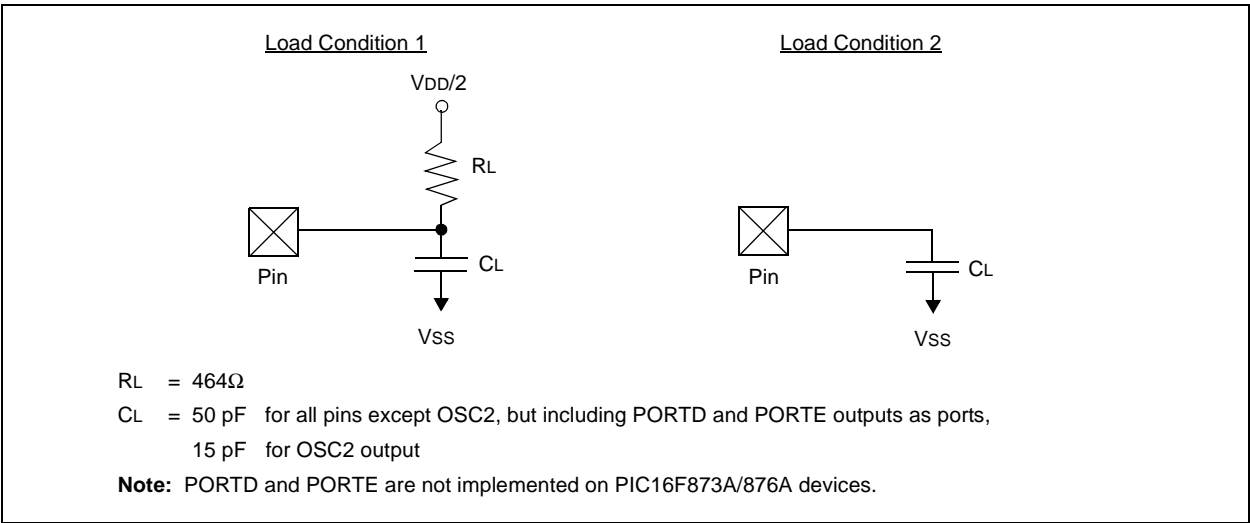 Load Condition 1
Load Condition 2
VDD/2
RL
Pin
CL
VSS
Pin
CL
VSS
RL = 464Ω
CL = 50 pF for all pins except OSC2, but including PORTD and PORTE outputs as ports,
15 pF for OSC2 output
Note: PORTD and PORTE are not implemented on PIC16F873A/876A devices.